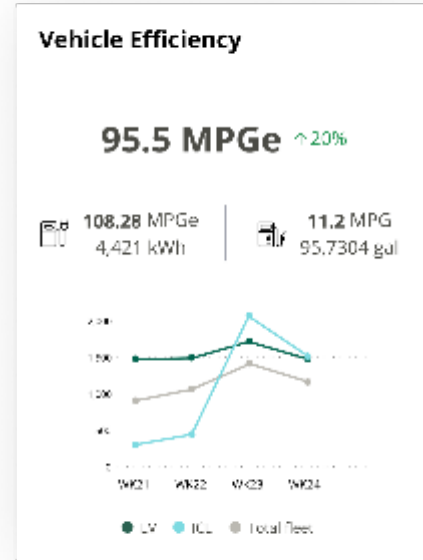 Vehicle Efficiency
95.5 MPGe ↑20%
108.28 MPGe
4,421 kWh
11.2 MPG
95.7304 gal
WK21 WK22 WK23 WK24
EV ICE Total fleet